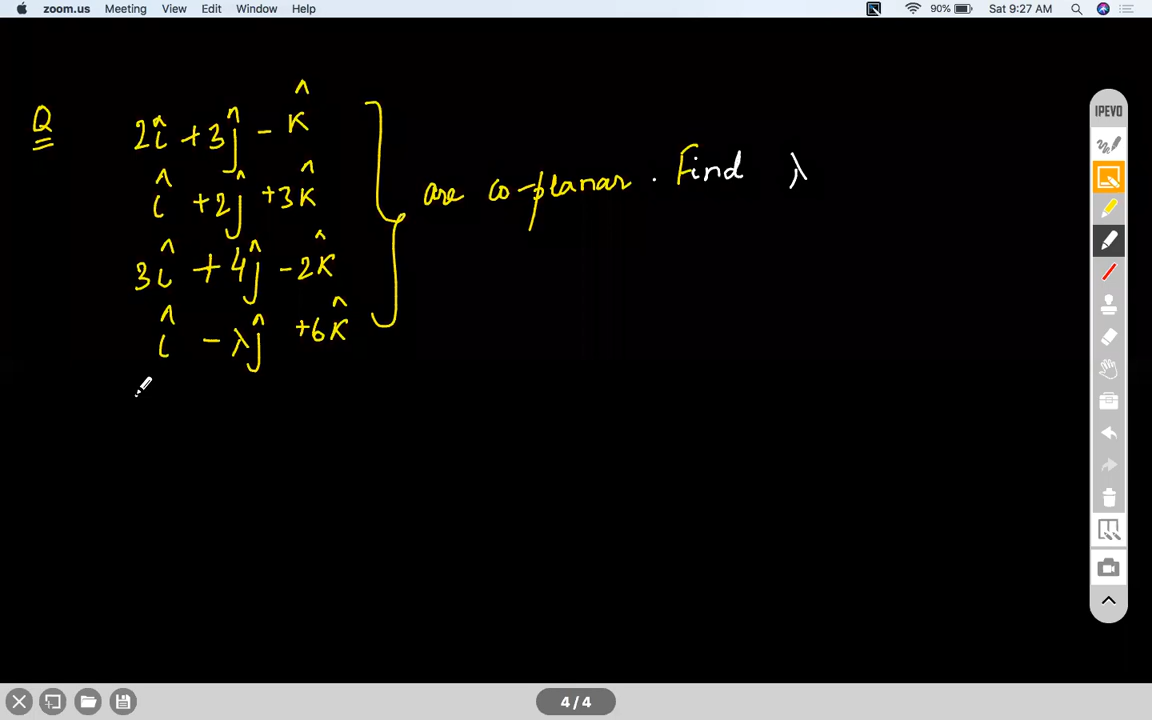 zoom.us Meeting View Edit Window Help 90% Sat 9:27 AM
Q 2î + 3ĵ - k̂
î + 2ĵ + 3k̂
are co-planar. Find λ
3î + 4ĵ - 2k̂
î - λĵ + 6k̂
IPEVO
4 / 4